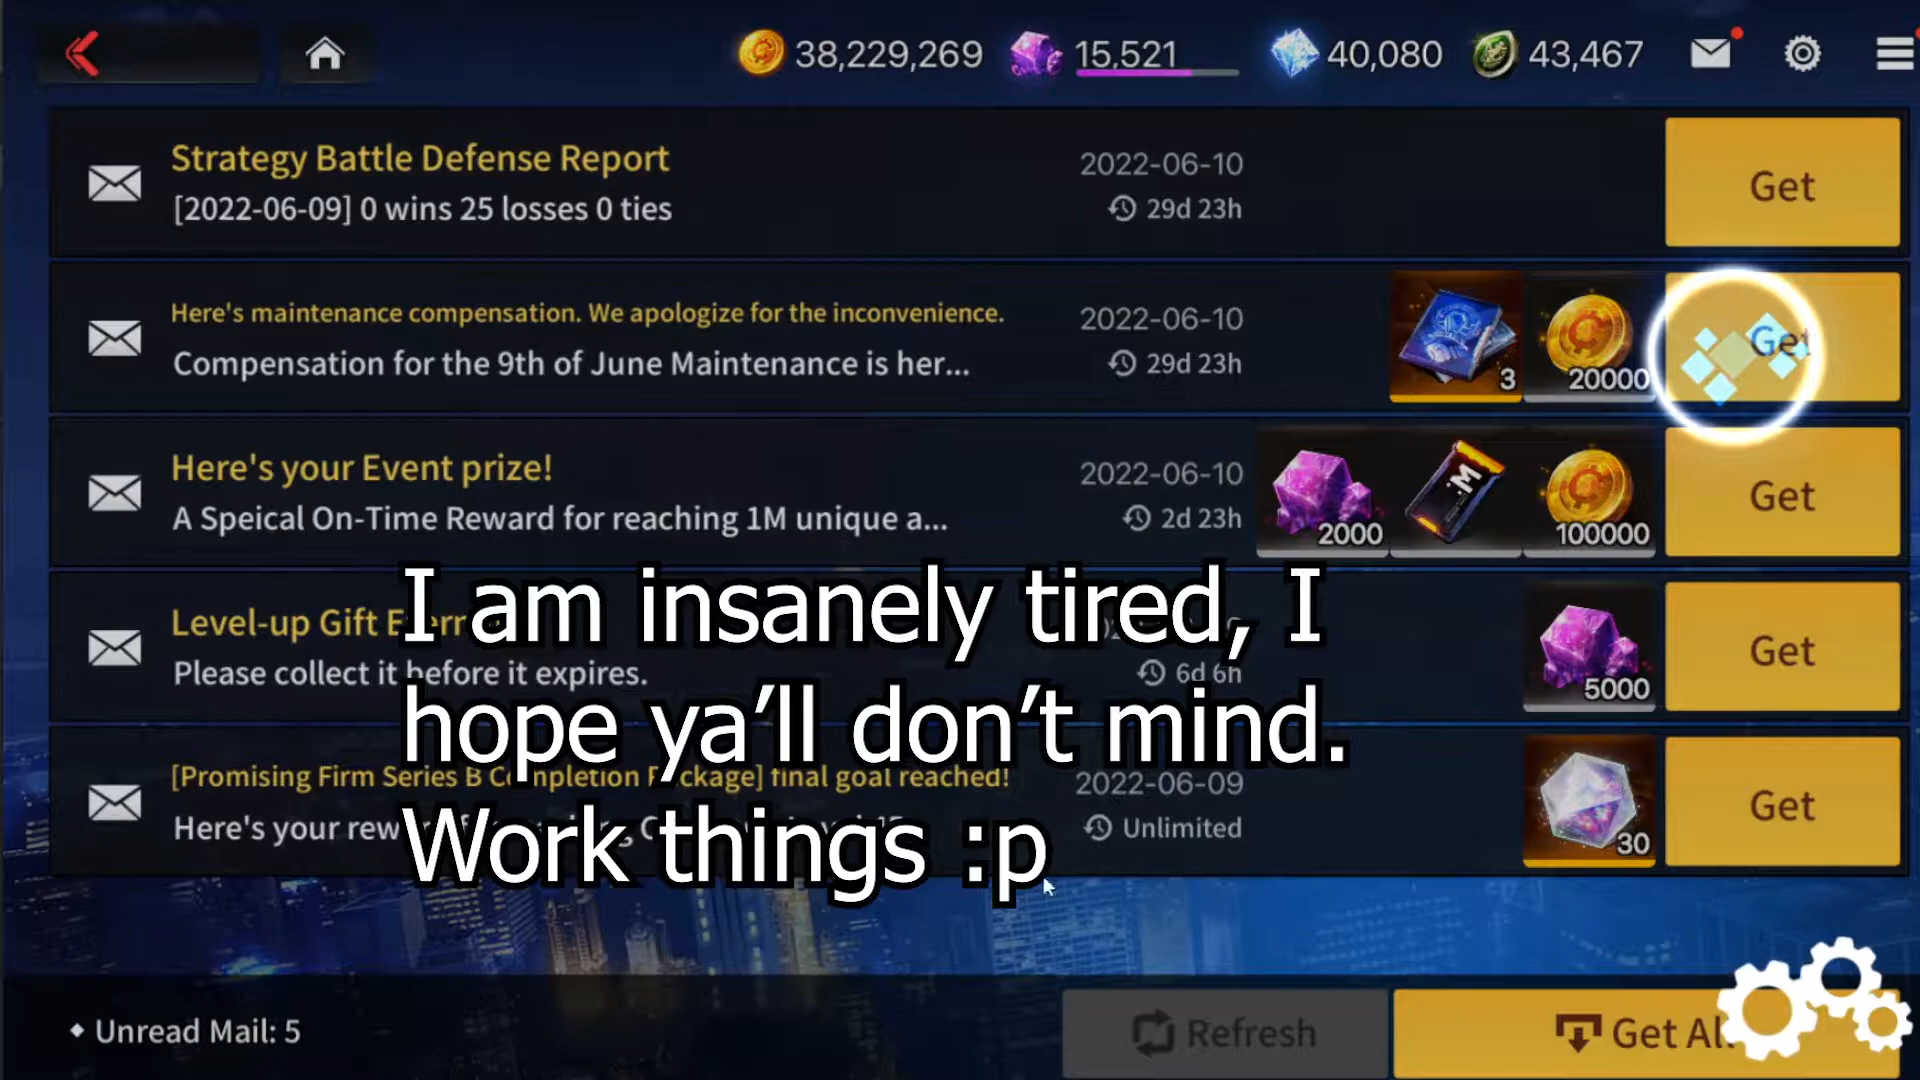 38,229,269 15,521 40,080 43,467
Strategy Battle Defense Report
2022-06-10
[2022-06-09] 0 wins 25 losses 0 ties
29d 23h
Get
Here's maintenance compensation. We apologize for the inconvenience.
2022-06-10
Compensation for the 9th of June Maintenance is her...
29d 23h
3
20000
Get
Here's your Event prize!
2022-06-10
A Speical On-Time Reward for reaching 1M unique a...
2d 23h
2000
M
100000
Get
Level-up Gift
Please collect it before it expires.
6d 6h
5000
Get
I am insanely tired, I
hope ya’ll don’t mind.
Work things :p
[Promising Firm Series B Completion Package] final goal reached!
2022-06-09
Here's your
Unlimited
30
Get
Unread Mail: 5
Refresh
Get All